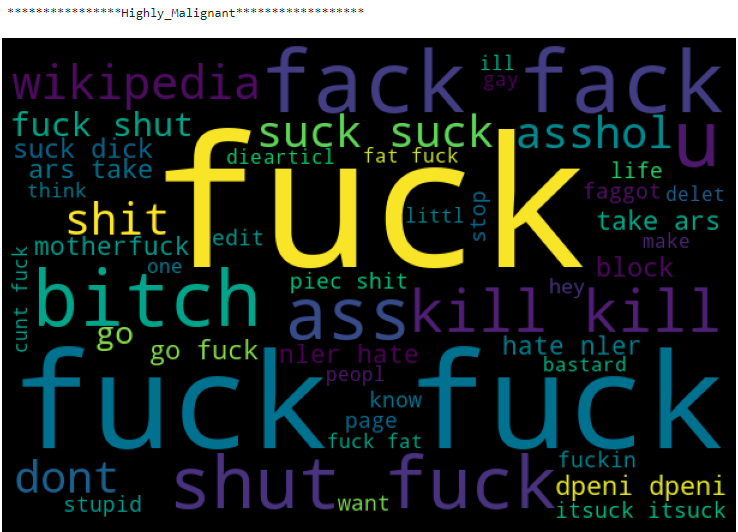 ****************Highly_Malignant******************
wikipedia fack fack
ill
gay
fuck shut suck suck asshol u
suck dick diearticl fat fuck life
ars take faggot delet
think fuck littl stop take ars
shit edit make
motherfuck one piec shit hey block
cunt fuck bitch ass kill kill
go go fuck nler hate hate nler
peopl bastard
fuck fuck
know
page
fuck fat
dont shut fuck fuckin
stupid want dpeni dpeni
itsuck itsuck